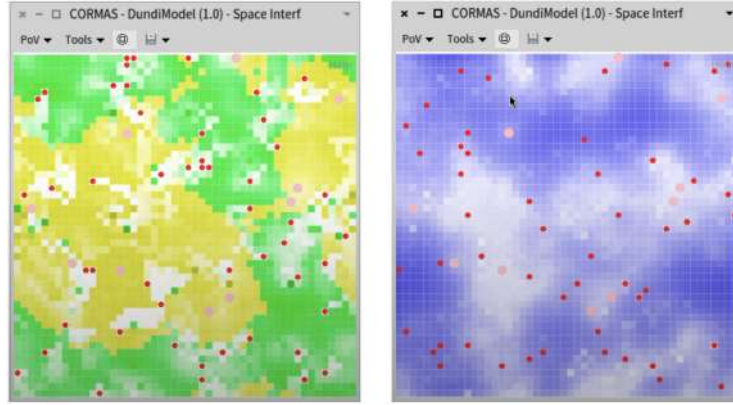 CORMAS - DundiModel (1.0) - Space Interf
PoV Tools
CORMAS - DundiModel (1.0) - Space Interf
PoV Tools